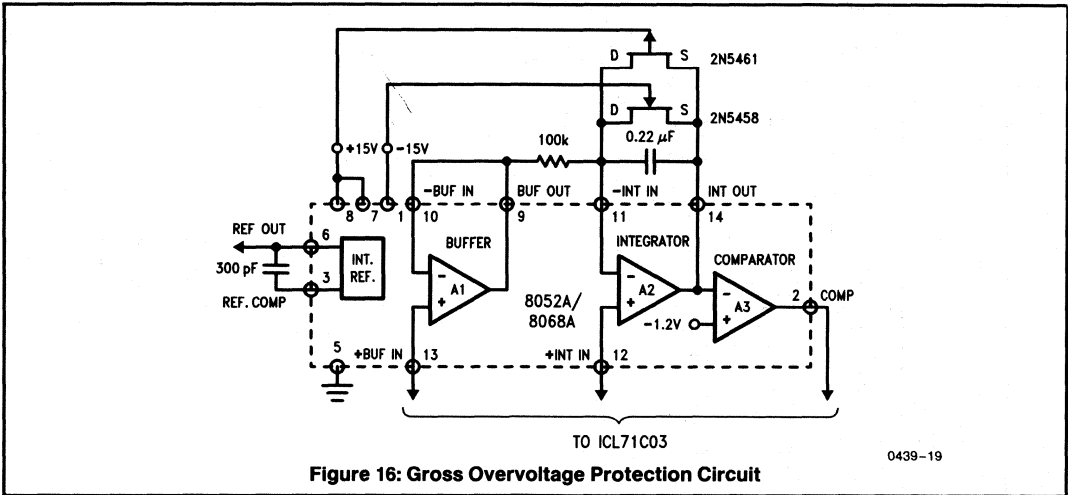 D S 2N5461
D S 2N5458
0.22 µF
100k
+15V -15V
-BUF IN BUF OUT -INT IN INT OUT
8 7 1 10 9 11 14
REF OUT 6
300 pF
INT. REF.
3
REF. COMP
BUFFER
A1
- +
INTEGRATOR
A2
- +
COMPARATOR
A3
- +
2 COMP
8052A/
8068A
-1.2V
5
+BUF IN 13
+INT IN 12
TO ICL71C03
0439-19
Figure 16: Gross Overvoltage Protection Circuit